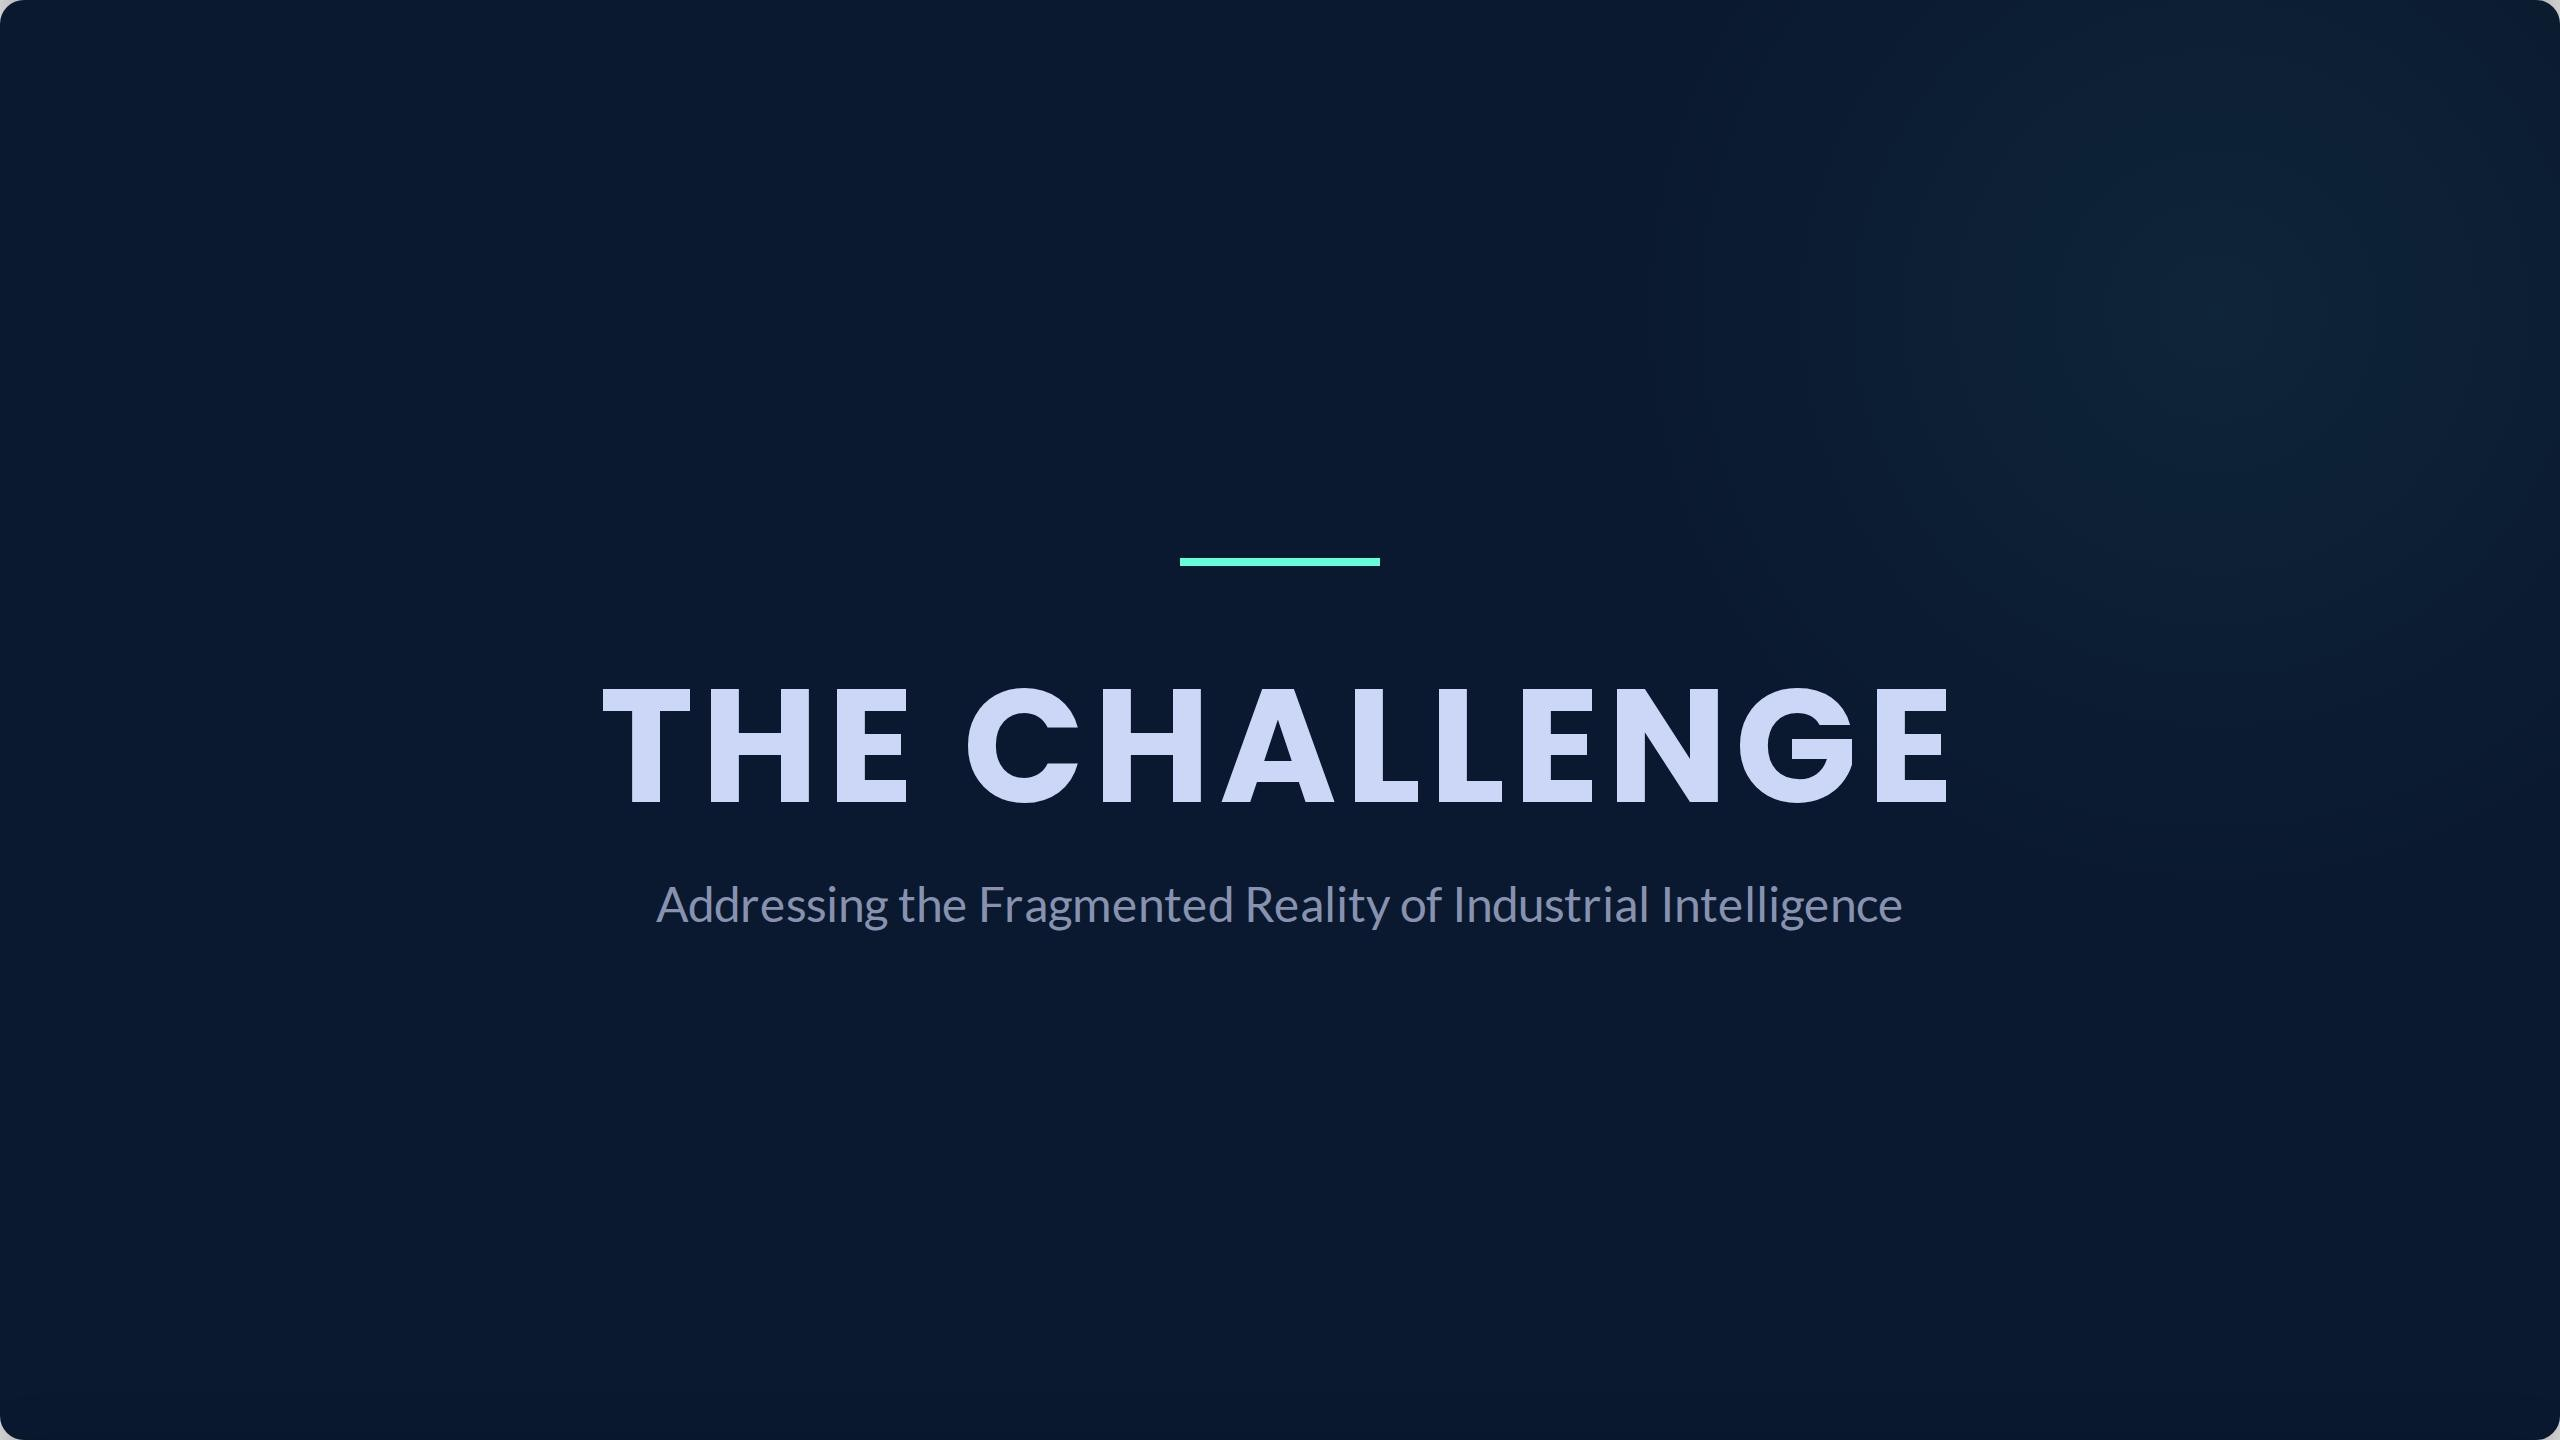 THE CHALLENGE
Addressing the Fragmented Reality of Industrial Intelligence